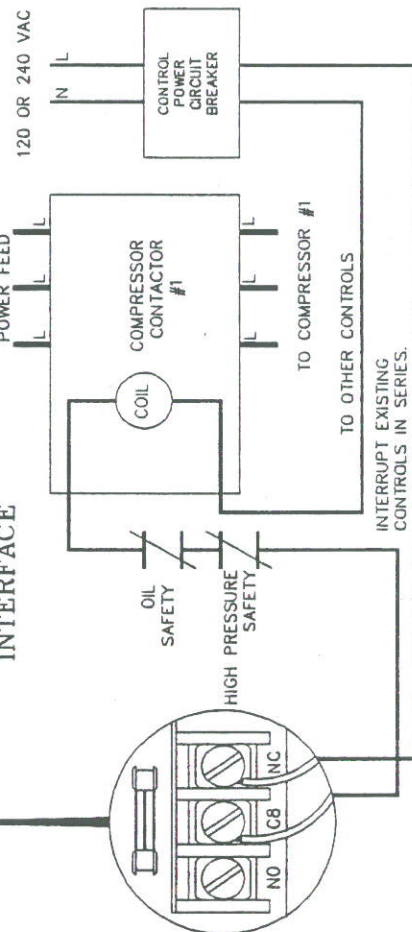 INTERFACE
POWER FEED
120 OR 240 VAC
L
L
L
N
L
COMPRESSOR
CONTACTOR
#1
COIL
CONTROL
POWER
CIRCUIT
BREAKER
L
L
L
OIL
SAFETY
TO COMPRESSOR #1
HIGH PRESSURE
SAFETY
TO OTHER CONTROLS
INTERRUPT EXISTING
CONTROLS IN SERIES.
NO
C8
NC